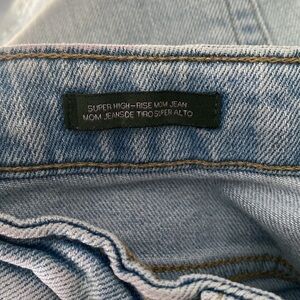 SUPER HIGH-RISE MOM JEAN
MOM JEANSDE TIRO SUPER ALTO